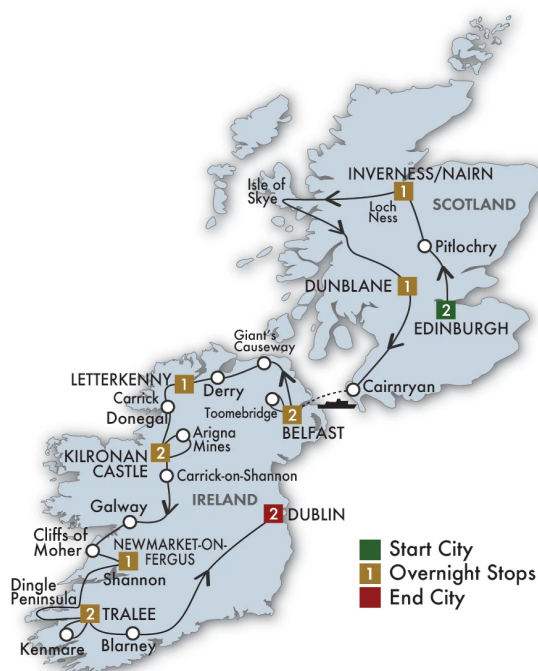 INVERNESS/NAIRN
1
Isle of
Skye
Loch
Ness
SCOTLAND
Pitlochry
DUNBLANE
1
2
EDINBURGH
Giant's
Causeway
LETTERKENNY
1
Derry
Cairnryan
Carrick
Donegal
Toomebridge
2
BELFAST
Arigna
Mines
KILRONAN
CASTLE
2
Carrick-on-Shannon
IRELAND
Galway
2
DUBLIN
Cliffs of
Moher
NEWMARKET-ON-
FERGUS
1
Shannon
Dingle
Peninsula
2
TRALEE
Kenmare
Blarney
Start City
1
Overnight Stops
End City